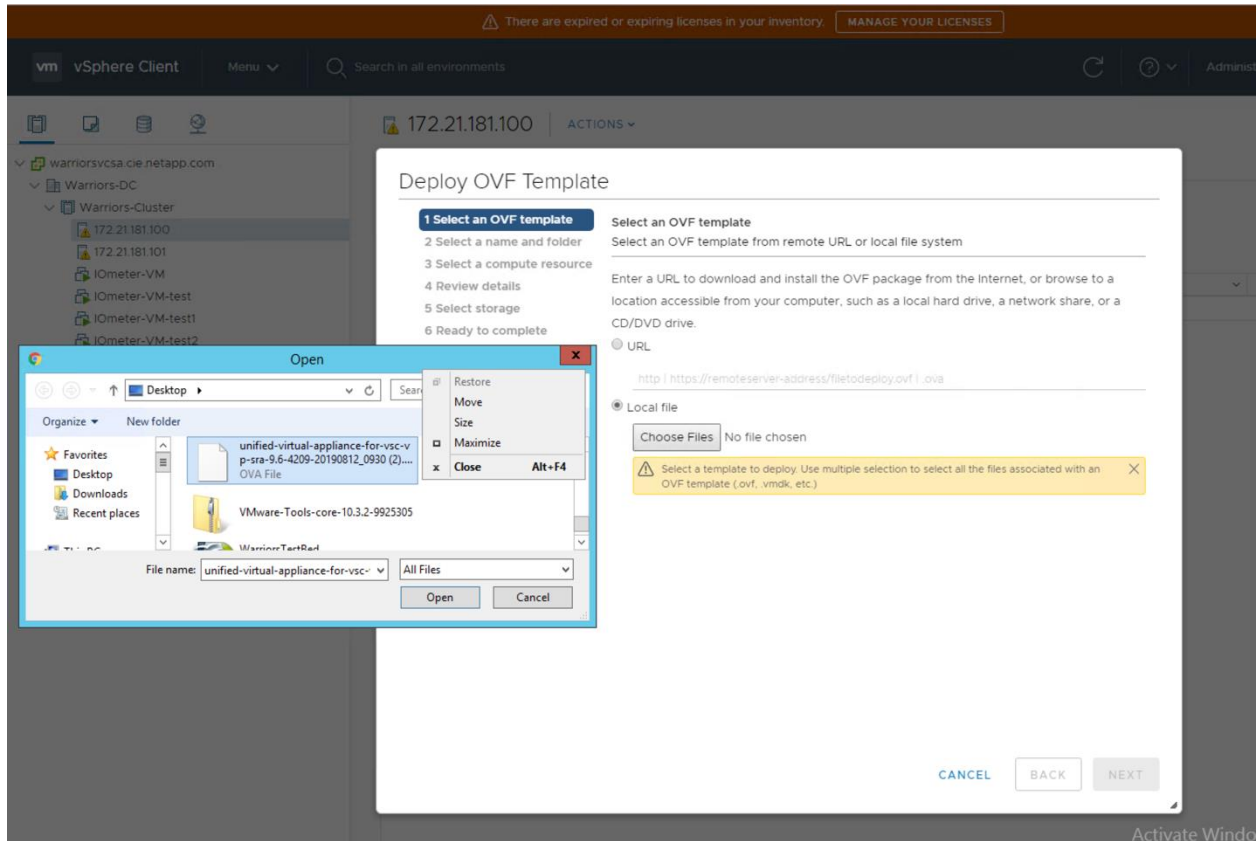 There are expired or expiring licenses in your inventory. MANAGE YOUR LICENSES
vm vSphere Client Menu Search in all environments Administ
172.21.181.100 ACTIONS
warriorsvcsa.cie.netapp.com
Warriors-DC
Warriors-Cluster
172.21.181.100
172.21.181.101
IOmeter-VM
IOmeter-VM-test
IOmeter-VM-test1
IOmeter-VM-test2
Deploy OVF Template
1 Select an OVF template
2 Select a name and folder
3 Select a compute resource
4 Review details
5 Select storage
6 Ready to complete
Select an OVF template
Select an OVF template from remote URL or local file system
Enter a URL to download and install the OVF package from the Internet, or browse to a
location accessible from your computer, such as a local hard drive, a network share, or a
CD/DVD drive.
URL
http | https://remoteserver-address/filetodeploy.ovf | .ova
Local file
Choose Files No file chosen
Select a template to deploy. Use multiple selection to select all the files associated with an
OVF template (.ovf, .vmdk, etc.)
CANCEL BACK NEXT
Open
Desktop Sear
Organize New folder
Favorites
Desktop
Downloads
Recent places
unified-virtual-appliance-for-vsc-v
p-sra-9.6-4209-20190812_0930 (2)....
OVA File
VMware-Tools-core-10.3.2-9925305
WarriorsTestBed
Restore
Move
Size
Maximize
Close Alt+F4
File name: unified-virtual-appliance-for-vsc- All Files
Open Cancel
Activate Windo